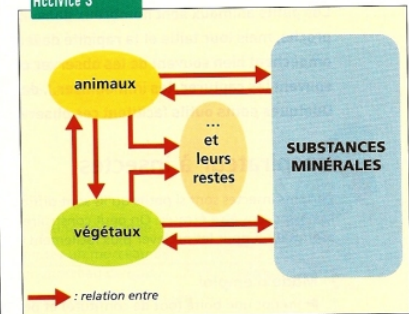 Activité 3
animaux
...
et
leurs
restes
SUBSTANCES
MINÉRALES
végétaux
: relation entre